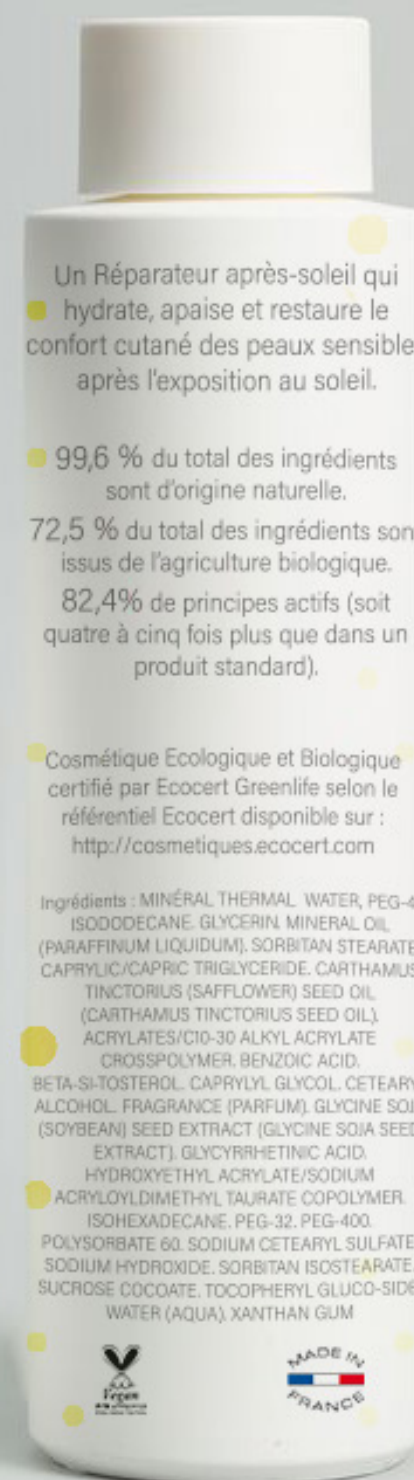 Un Réparateur après-soleil qui
hydrate, apaise et restaure le
confort cutané des peaux sensible
après l'exposition au soleil.
99,6 % du total des ingrédients
sont d'origine naturelle.
72,5 % du total des ingrédients son
issus de l'agriculture biologique.
82,4% de principes actifs (soit
quatre à cinq fois plus que dans un
produit standard).
Cosmétique Ecologique et Biologique
certifié par Ecocert Greenlife selon le
référentiel Ecocert disponible sur :
http://cosmetiques.ecocert.com
Ingrédients : MINÉRAL THERMAL WATER, PEG-4
ISODODECANE. GLYCERIN. MINERAL OIL
(PARAFFINUM LIQUIDUM). SORBITAN STEARATE
CAPRYLIC/CAPRIC TRIGLYCERIDE. CARTHAMUS
TINCTORIUS (SAFFLOWER) SEED OIL
(CARTHAMUS TINCTORIUS SEED OIL).
ACRYLATES/C10-30 ALKYL ACRYLATE
CROSSPOLYMER. BENZOIC ACID.
BETA-SI-TOSTEROL. CAPRYLYL GLYCOL. CETEARY
ALCOHOL. FRAGRANCE (PARFUM). GLYCINE SOJ
(SOYBEAN) SEED EXTRACT (GLYCINE SOJA SEED
EXTRACT). GLYCYRRHETINIC ACID.
HYDROXYETHYL ACRYLATE/SODIUM
ACRYLOYLDIMETHYL TAURATE COPOLYMER.
ISOHEXADECANE. PEG-32. PEG-400.
POLYSORBATE 60. SODIUM CETEARYL SULFATE
SODIUM HYDROXIDE. SORBITAN ISOSTEARATE.
SUCROSE COCOATE. TOCOPHERYL GLUCO-SIDE
WATER (AQUA). XANTHAN GUM
Vegan
MADE IN
FRANCE